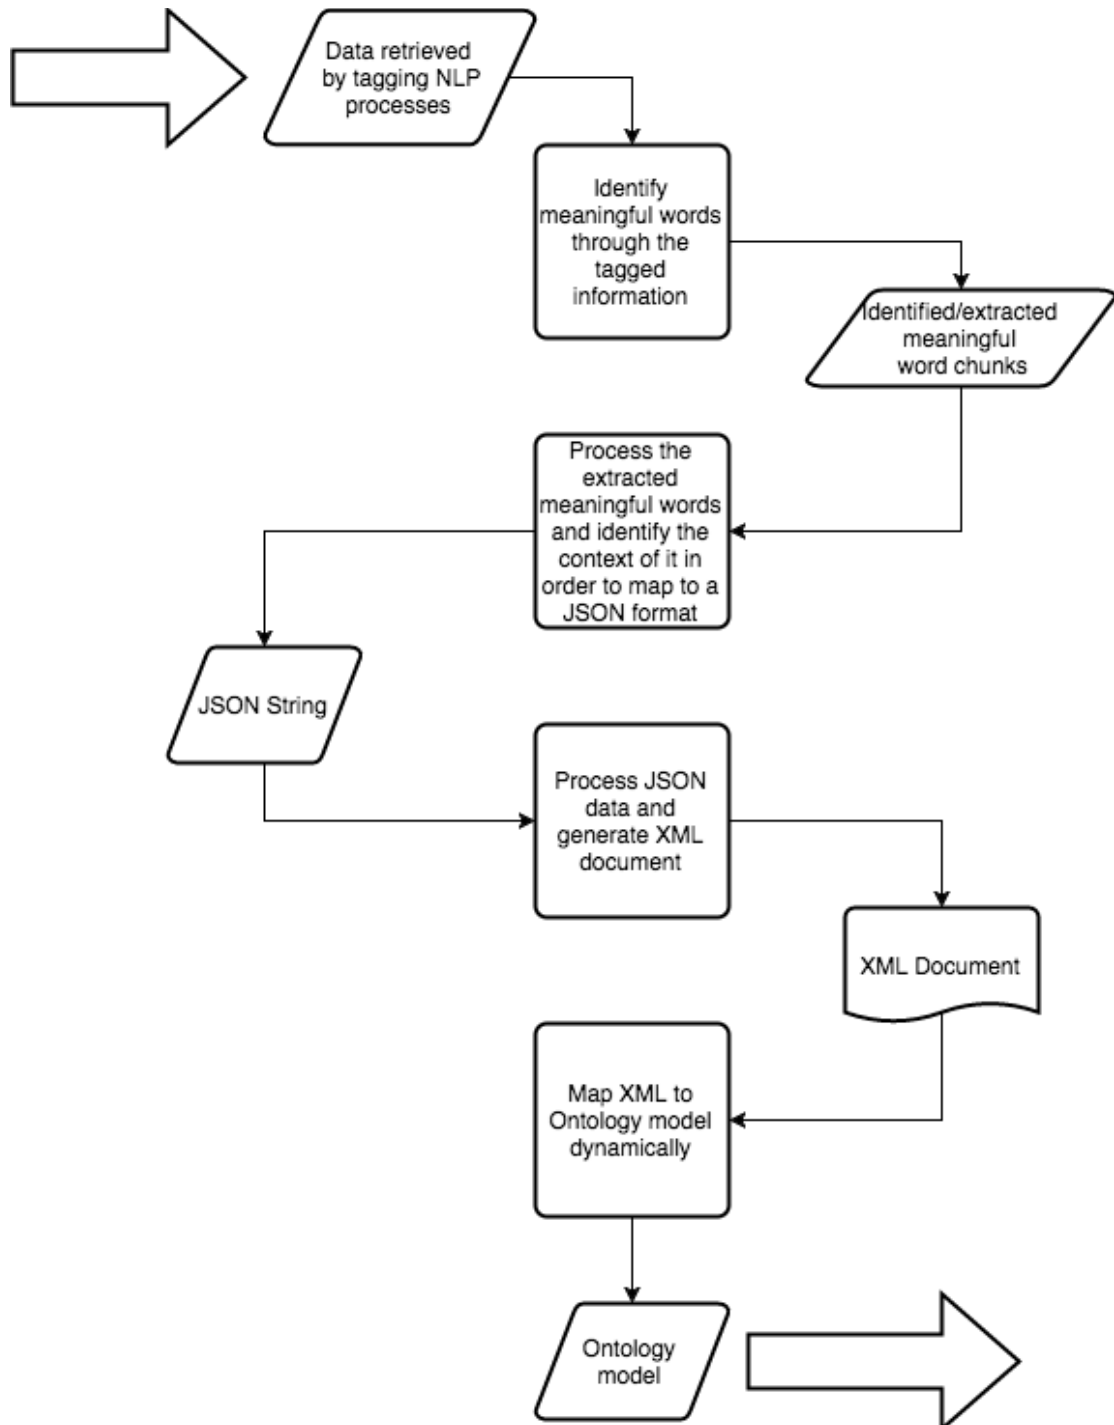 Data retrieved
by tagging NLP
processes
Identify
meaningful words
through the
tagged
information
Identified/extracted
meaningful
word chunks
Process the
extracted
meaningful words
and identify the
context of it in
order to map to a
JSON format
JSON String
Process JSON
data and
generate XML
document
XML Document
Map XML to
Ontology model
dynamically
Ontology
model